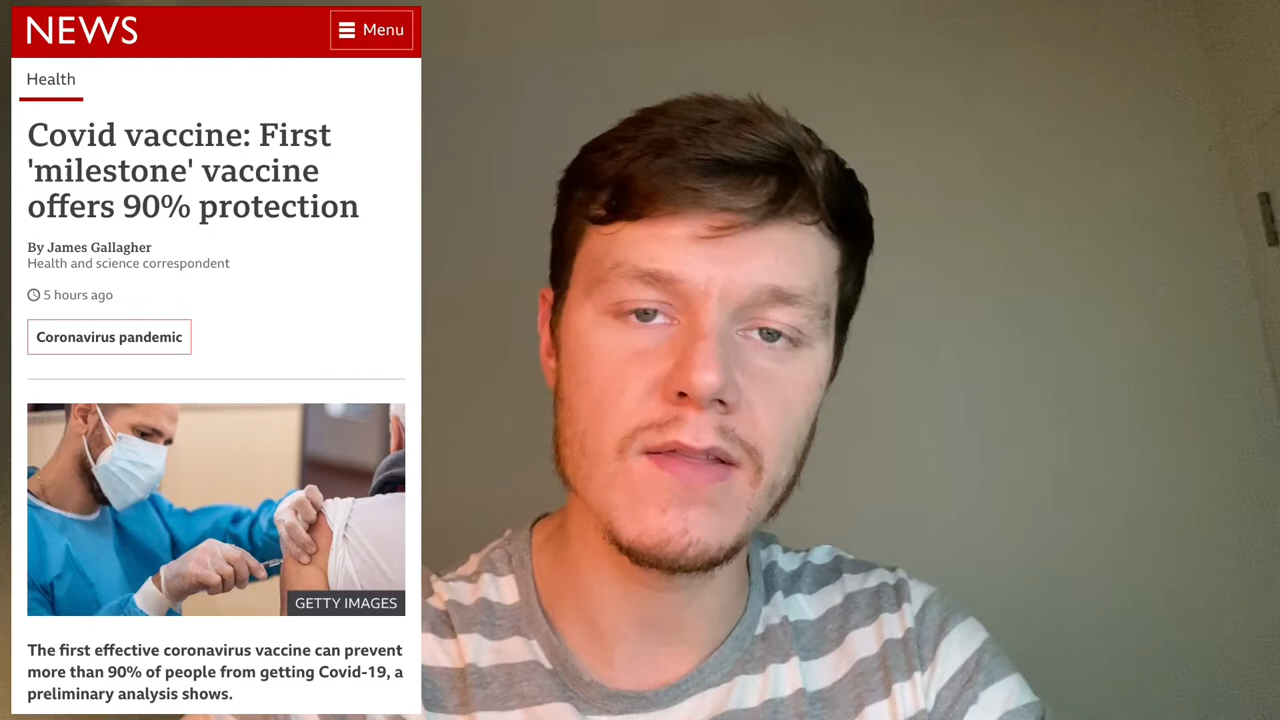 NEWS
Menu
Health
Covid vaccine: First
'milestone' vaccine
offers 90% protection
By James Gallagher
Health and science correspondent
5 hours ago
Coronavirus pandemic
GETTY IMAGES
The first effective coronavirus vaccine can prevent
more than 90% of people from getting Covid-19, a
preliminary analysis shows.